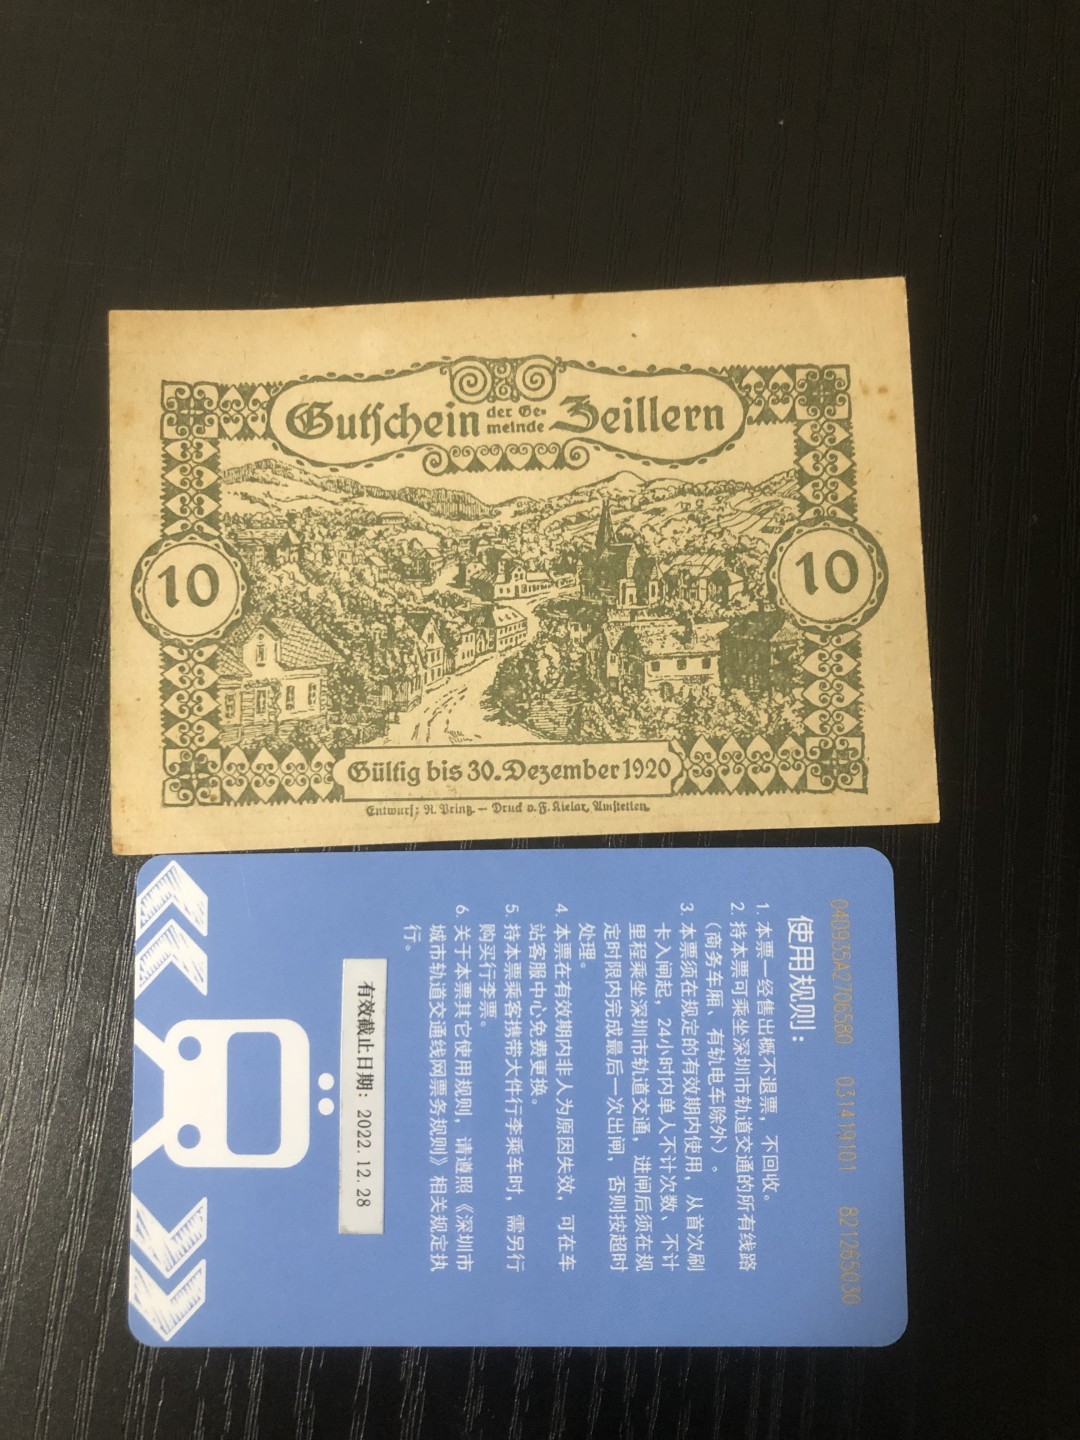 Gutschein der Ge-
meinde Zeillern
10
10
Gültig bis 30. Dezember 1920
Entwurf: R. Prinz. — Druck v. F. Kielar, Amstetten.
04D935A2706580 031419101 821265030
使用规则：
1. 本票一经售出概不退票，不回收。
2. 持本票可乘坐深圳市轨道交通的所有线路
（商务车厢、有轨电车除外）。
3. 本票须在规定的有效期内使用，从首次刷
卡入闸起，24小时内单人不计次数、不计
里程乘坐深圳市轨道交通，进闸后须在规
定时限内完成最后一次出闸，否则按超时
处理。
4. 本票在有效期内非人为原因失效，可在车
站客服中心免费更换。
5. 持本票乘客携带大件行李乘车时，需另行
购买行李票。
6. 关于本票其它使用规则，请遵照《深圳市
城市轨道交通线网票务规则》相关规定执
行。
有效截止日期：2022.12.28